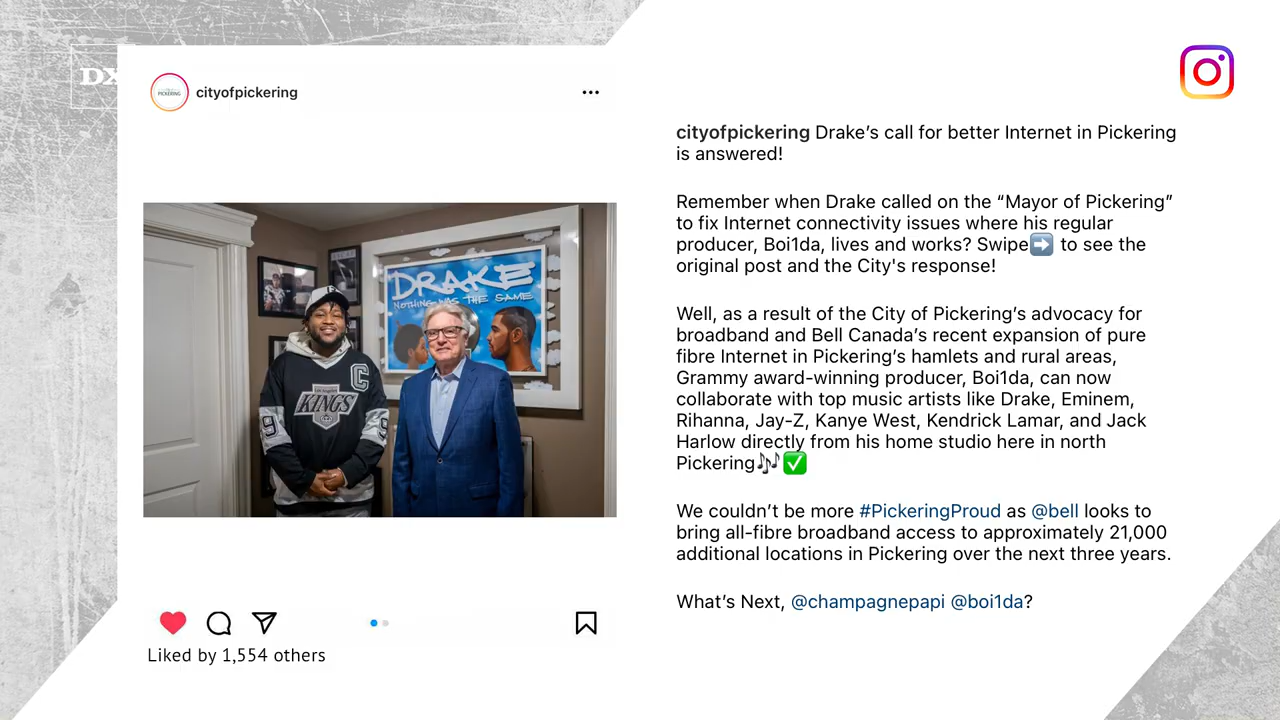 DX
PICKERING
cityofpickering
DRAKE
NOTHING WAS THE SAME
C
KINGS
9
9
Liked by 1,554 others
cityofpickering Drake’s call for better Internet in Pickering
is answered!
Remember when Drake called on the “Mayor of Pickering”
to fix Internet connectivity issues where his regular
producer, Boi1da, lives and works? Swipe➡️ to see the
original post and the City's response!
Well, as a result of the City of Pickering’s advocacy for
broadband and Bell Canada’s recent expansion of pure
fibre Internet in Pickering’s hamlets and rural areas,
Grammy award-winning producer, Boi1da, can now
collaborate with top music artists like Drake, Eminem,
Rihanna, Jay-Z, Kanye West, Kendrick Lamar, and Jack
Harlow directly from his home studio here in north
Pickering🎶✅
We couldn’t be more #PickeringProud as @bell looks to
bring all-fibre broadband access to approximately 21,000
additional locations in Pickering over the next three years.
What’s Next, @champagnepapi @boi1da?